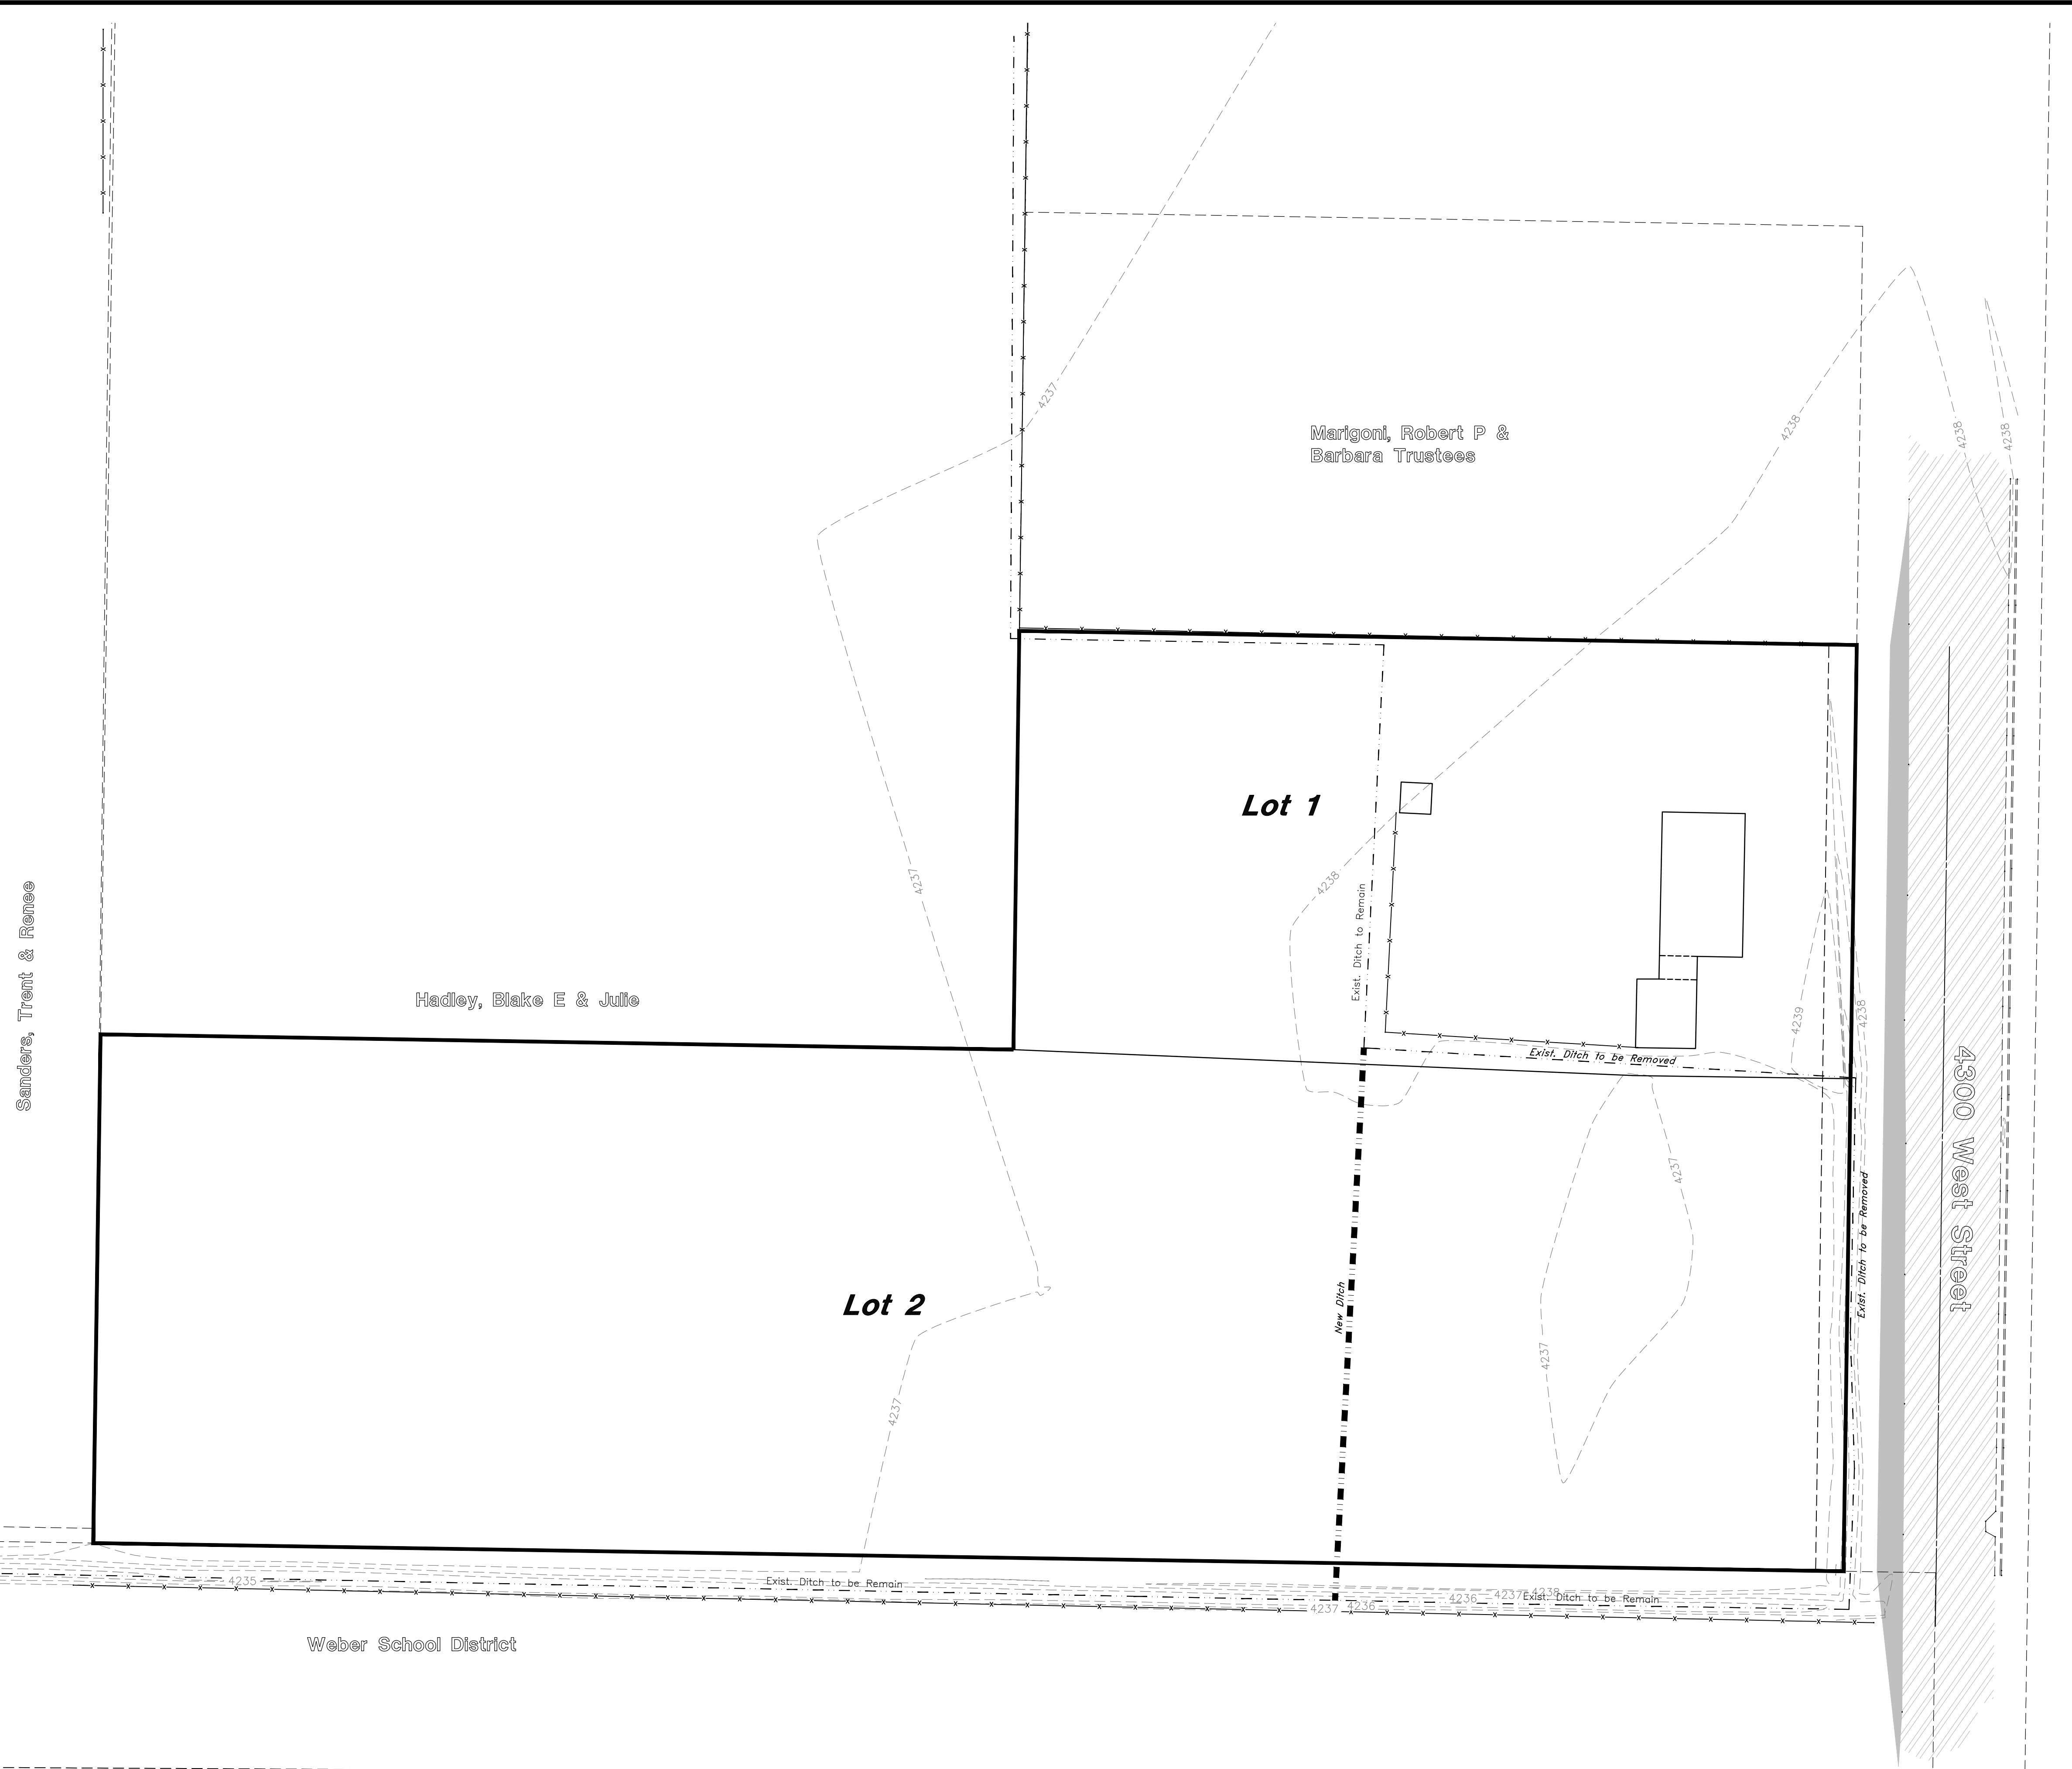 4237
4238
4238
4238
Marigoni, Robert P &
Barbara Trustees
Lot 1
4238
4237
Exist. Ditch to Remain
Sanders, Trent & Renee
Hadley, Blake E & Julie
4239
4238
Exist. Ditch to be Removed
4300 West Street
4237
Exist. Ditch to be Removed
Lot 2
New Ditch
4237
4237
4235
Exist. Ditch to be Remain
4237
4236
4236
4237
4238
Exist. Ditch to be Remain
Weber School District